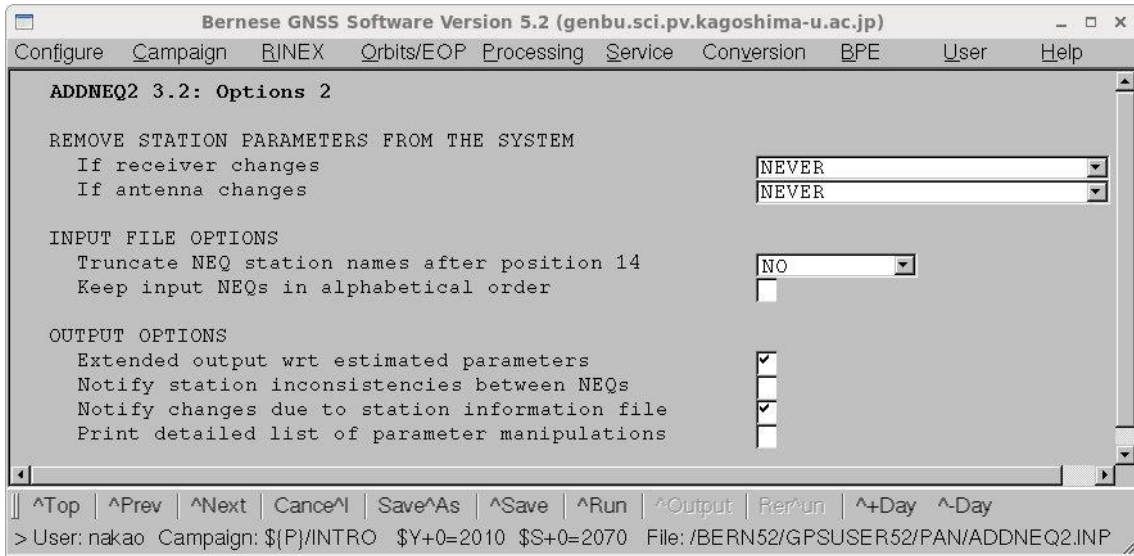 Bernese GNSS Software Version 5.2 (genbu.sci.pv.kagoshima-u.ac.jp)
Configure Campaign RINEX Orbits/EOP Processing Service Conversion BPE User Help
ADDNEQ2 3.2: Options 2
REMOVE STATION PARAMETERS FROM THE SYSTEM
If receiver changes NEVER
If antenna changes NEVER
INPUT FILE OPTIONS
Truncate NEQ station names after position 14 NO
Keep input NEQs in alphabetical order
OUTPUT OPTIONS
Extended output wrt estimated parameters
Notify station inconsistencies between NEQs
Notify changes due to station information file
Print detailed list of parameter manipulations
^Top ^Prev ^Next Cance^l Save^As ^Save ^Run ^Output Rer^un ^+Day ^-Day
> User: nakao Campaign: ${P}/INTRO $Y+0=2010 $S+0=2070 File: /BERN52/GPSUSER52/PAN/ADDNEQ2.INP